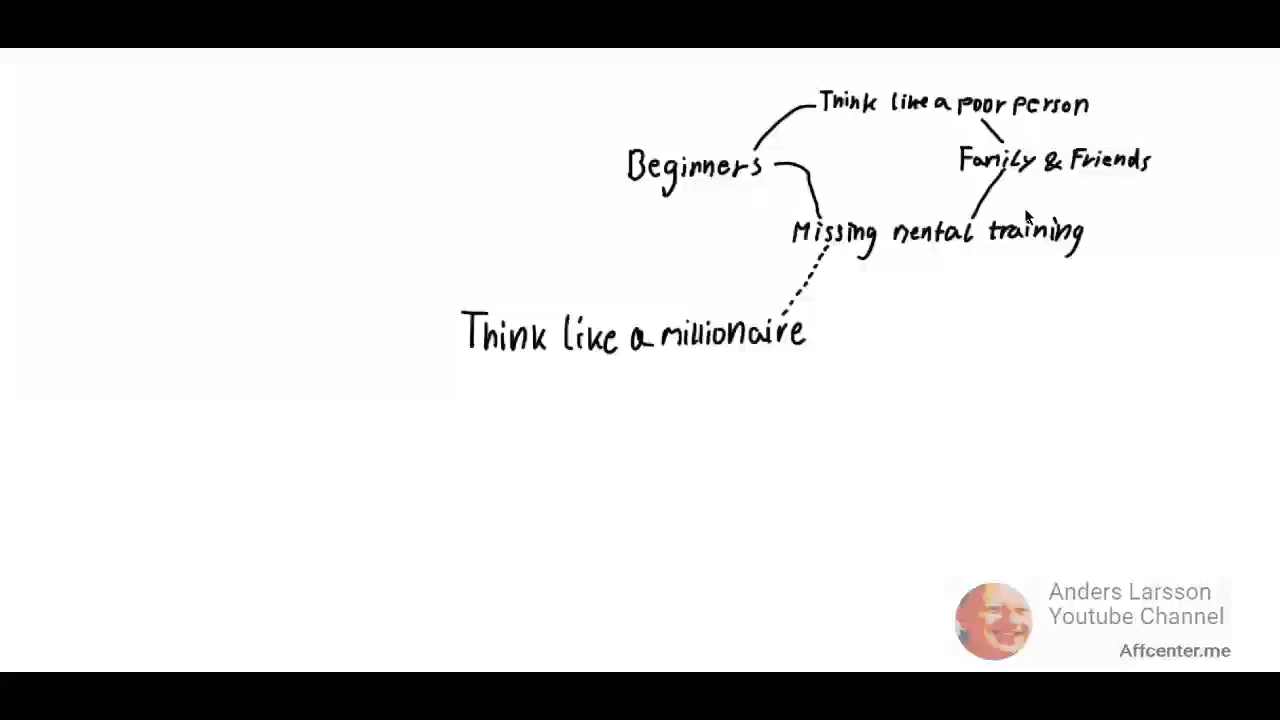 Think like a poor person
Beginners
Family & Friends
Missing mental training
Think like a millionaire
Anders Larsson
Youtube Channel
Affcenter.me